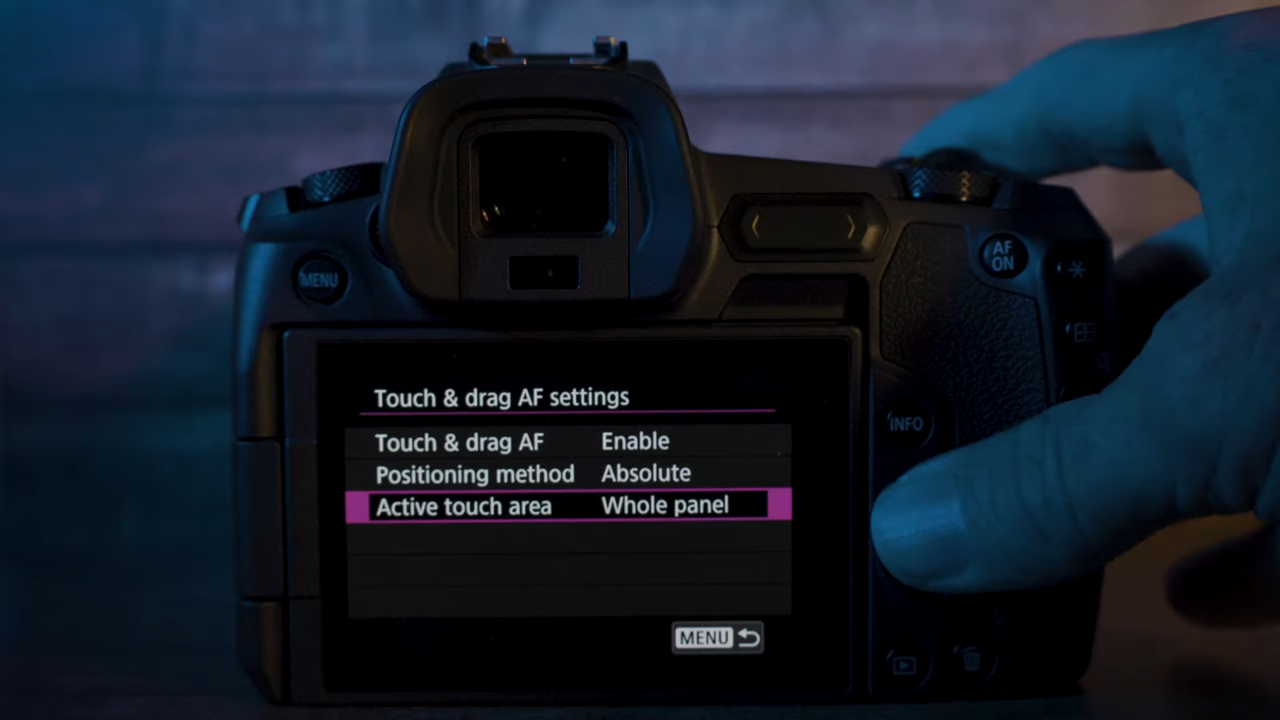 MENU
AF
ON
Touch & drag AF settings
Touch & drag AF Enable
Positioning method Absolute
Active touch area Whole panel
INFO
MENU